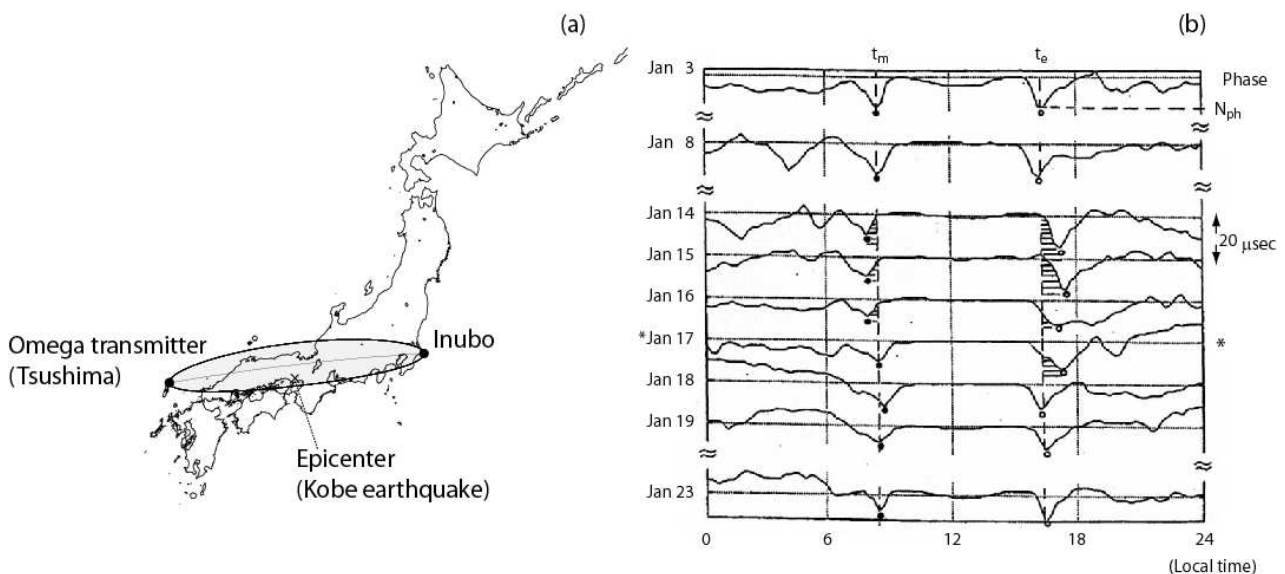 (a)
Omega transmitter
(Tsushima)
Inubo
Epicenter
(Kobe earthquake)
(b)
t_m
t_e
Jan 3
Phase
N_ph
Jan 8
Jan 14
20 μsec
Jan 15
Jan 16
*Jan 17
*
Jan 18
Jan 19
Jan 23
0 6 12 18 24
(Local time)